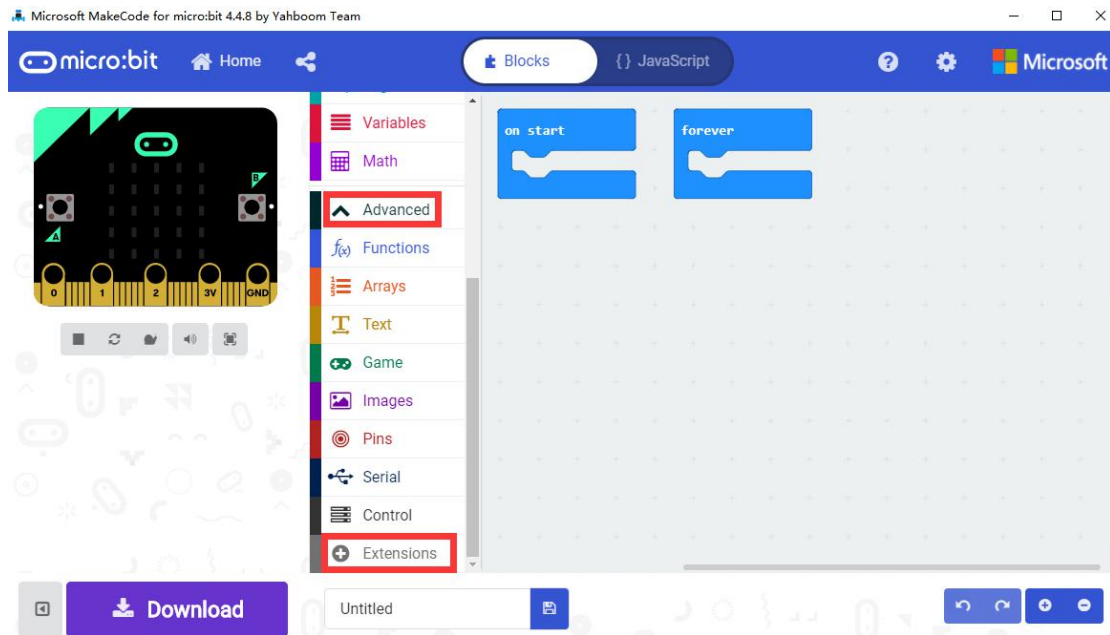 Microsoft MakeCode for micro:bit 4.4.8 by Yahboom Team
micro:bit Home Blocks {} JavaScript Microsoft
Variables
Math
Advanced
f(x) Functions
Arrays
Text
Game
Images
Pins
Serial
Control
Extensions
on start
forever
B
A
0 1 2 3V GND
Download
Untitled